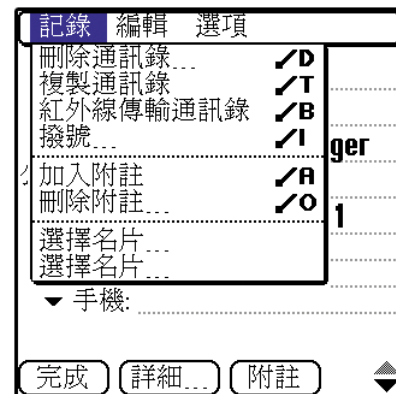 記錄 編輯 選項
刪除通訊錄... ⁄D
複製通訊錄 ⁄T
紅外線傳輸通訊錄 ⁄B
撥號... ⁄I
ger
加入附註 ⁄A
刪除附註... ⁄O
1
選擇名片...
選擇名片...
▼ 手機:
完成 詳細... 附註